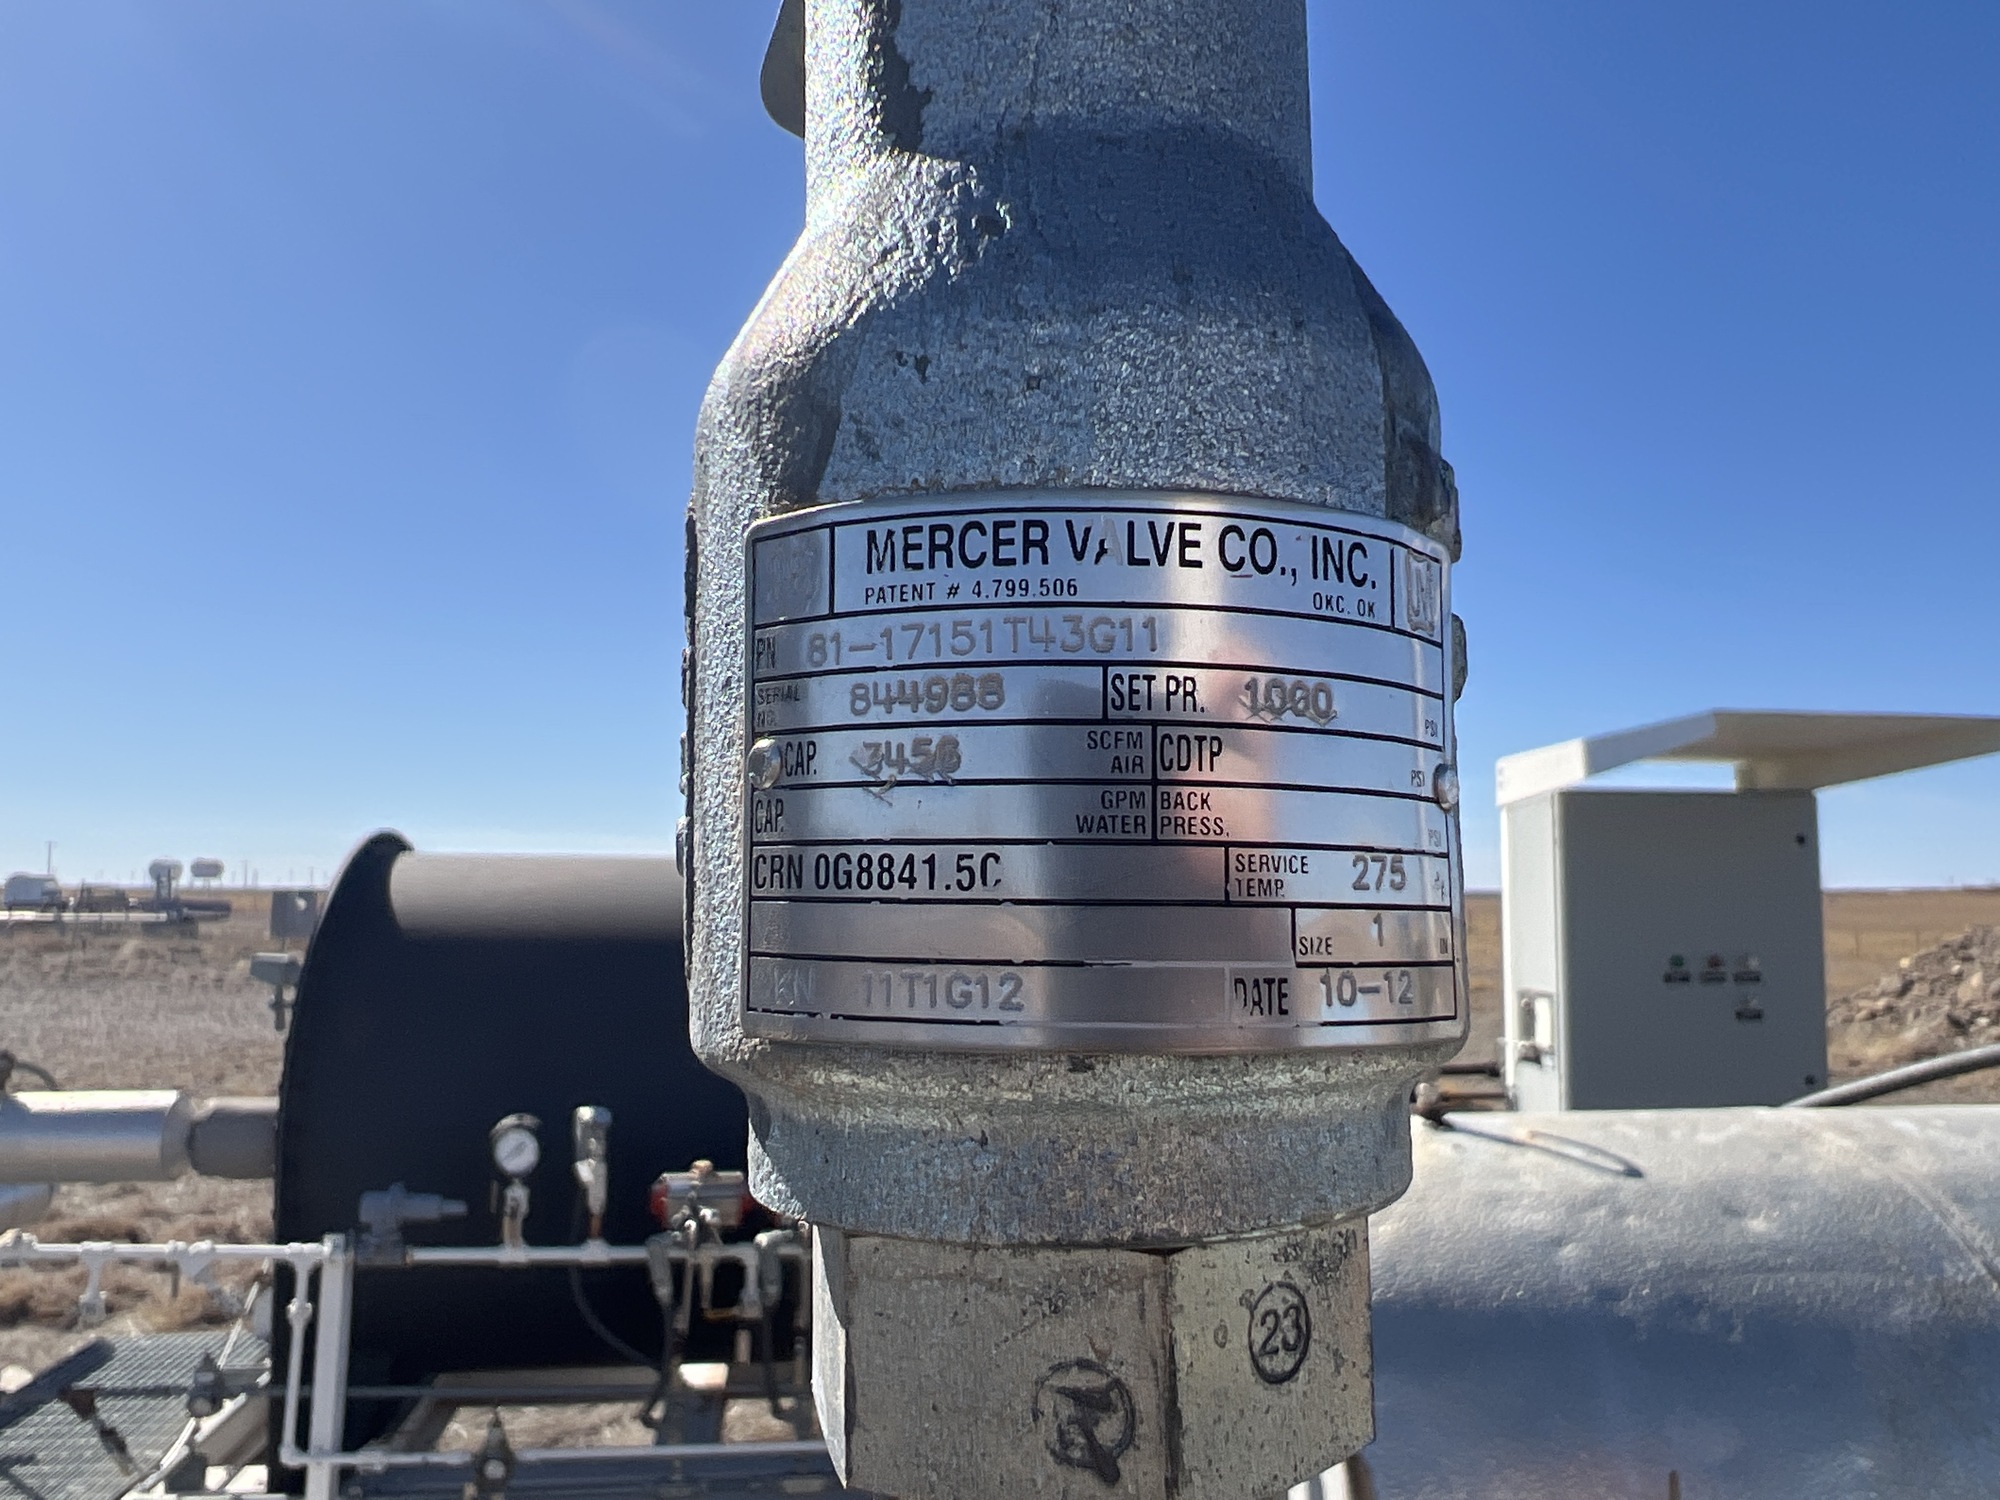 MERCER VALVE CO., INC.
PATENT # 4.799.506 OKC. OK
PN 81-17151T43G11
SERIAL NO. 844988 SET PR. 1000 PSI
CAP. 3456 SCFM AIR CDTP PSI
CAP. GPM WATER BACK PRESS. PSI
CRN 0G8841.5C SERVICE TEMP. 275 °F
SIZE 1 IN
KN 11T1G12 DATE 10-12
23